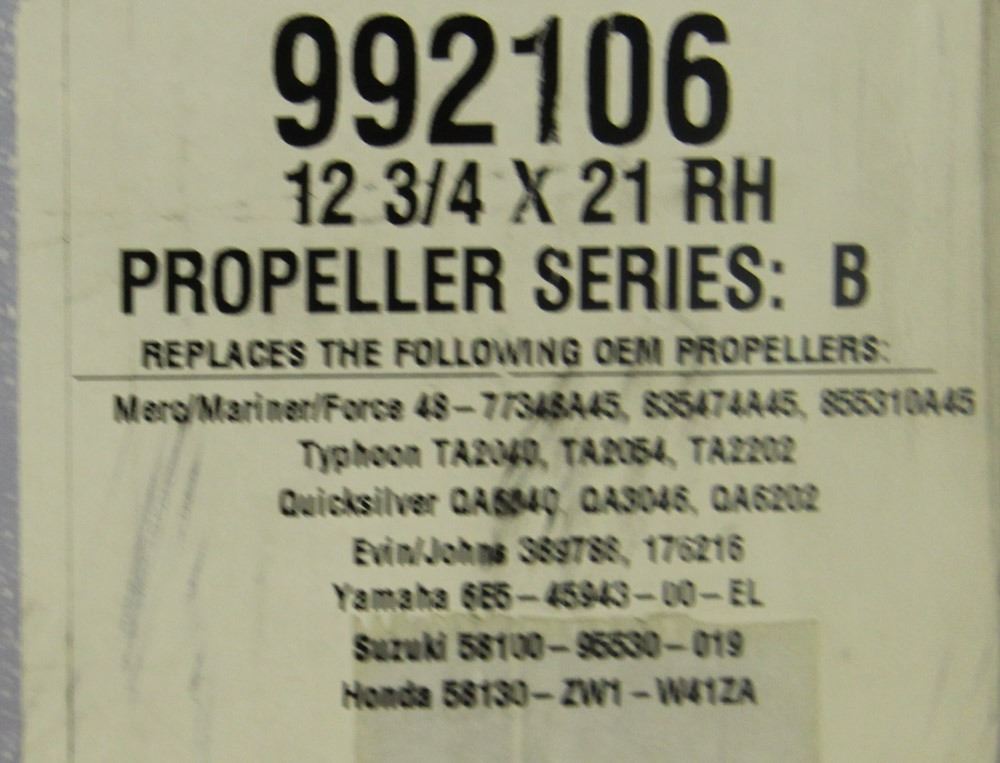 992106
12 3/4 X 21 RH
PROPELLER SERIES: B
REPLACES THE FOLLOWING OEM PROPELLERS:
Merc/Mariner/Force 48-77348A45, 835474A45, 855310A45
Typhoon TA2040, TA2054, TA2202
Quicksilver QA3046, QA6202
Evin/Johns 389788, 176216
Yamaha 6E5-45943-00-EL
Suzuki 58100-95530-019
Honda 58130-ZW1-W41ZA